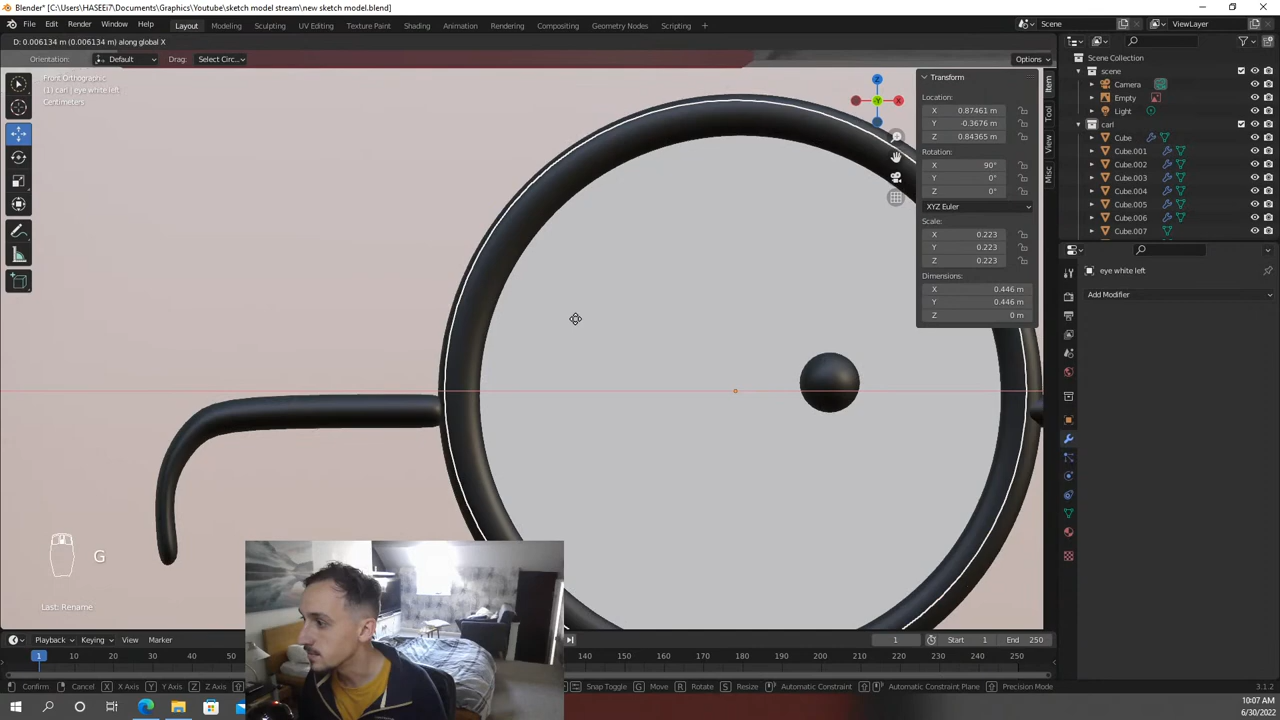 Blender* [C:\Users\HASEEi7\Documents\Graphics\Youtube\sketch model stream\new sketch model.blend]
File Edit Render Window Help Layout Modeling Sculpting UV Editing Texture Paint Shading Animation Rendering Compositing Geometry Nodes Scripting + Scene ViewLayer
D: 0.006134 m (0.006134 m) along global X
Orientation: Default Drag: Select Circ... Options
Front Orthographic
(1) carl | eye white left
Centimeters
Transform
Location:
X 0.87461 m
Y -0.3676 m
Z 0.84365 m
Rotation:
X 90°
Y 0°
Z 0°
XYZ Euler
Scale:
X 0.223
Y 0.223
Z 0.223
Dimensions:
X 0.446 m
Y 0.446 m
Z 0 m
Item
Tool
View
Misc
Z
Y
X
Scene Collection
scene
Camera
Empty
Light
carl
Cube
Cube.001
Cube.002
Cube.003
Cube.004
Cube.005
Cube.006
Cube.007
eye white left
Add Modifier
G
Last: Rename
Playback Keying View Marker 1 Start 1 End 250
1 140 150 160 170 180 190 200 210 220 230 240 250
Confirm Cancel X X Axis Y Y Axis Z Z Axis Snap Toggle G Move R Rotate S Resize Automatic Constraint Automatic Constraint Plane Precision Mode 3.1.2
10:07 AM
6/30/2022